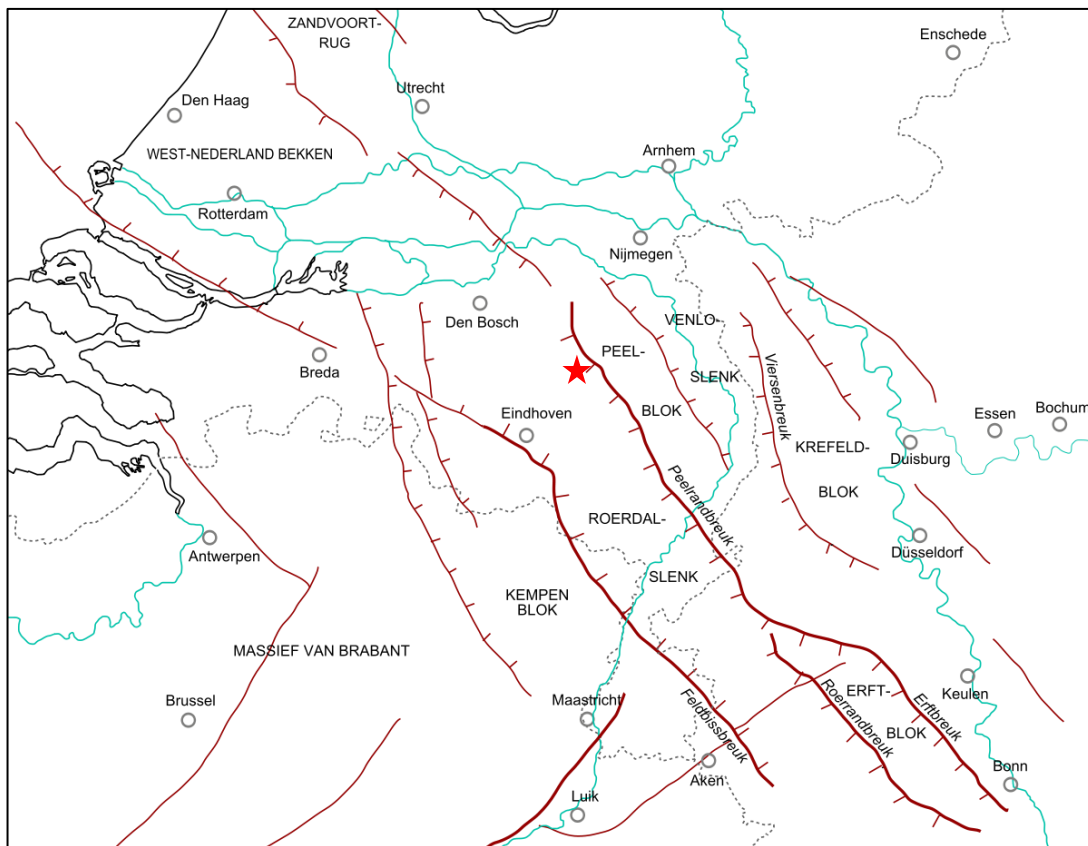 ZANDVOORT-
RUG
Enschede
Utrecht
Den Haag
WEST-NEDERLAND BEKKEN
Arnhem
Rotterdam
Nijmegen
Den Bosch
VENLO-
SLENK
PEEL-
BLOK
Viersenbreuk
Breda
Eindhoven
Essen
Bochum
KREFELD-
BLOK
Duisburg
Peelrandbreuk
ROERDAL-
SLENK
Antwerpen
Düsseldorf
KEMPEN
BLOK
MASSIEF VAN BRABANT
Brussel
Maastricht
Feldbissbreuk
Roerrandbreuk
ERFT-
BLOK
Erftbreuk
Keulen
Aken
Bonn
Luik